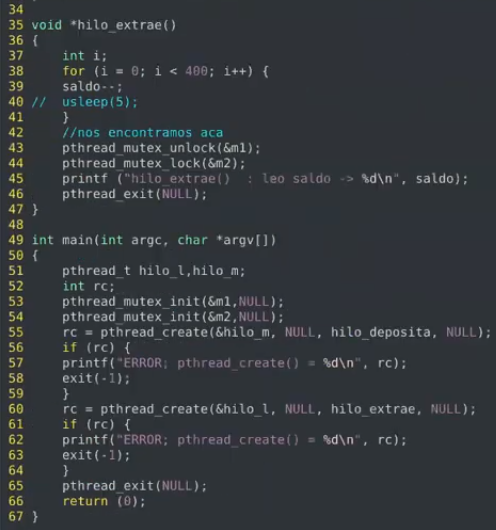 34
35 void *hilo_extrae()
36 {
37     int i;
38     for (i = 0; i < 400; i++) {
39     saldo--;
40 //  usleep(5);
41     }
42     //nos encontramos aca
43     pthread_mutex_unlock(&m1);
44     pthread_mutex_lock(&m2);
45     printf ("hilo_extrae()  : leo saldo -> %d\n", saldo);
46     pthread_exit(NULL);
47 }
48
49 int main(int argc, char *argv[])
50 {
51     pthread_t hilo_l,hilo_m;
52     int rc;
53     pthread_mutex_init(&m1,NULL);
54     pthread_mutex_init(&m2,NULL);
55     rc = pthread_create(&hilo_m, NULL, hilo_deposita, NULL);
56     if (rc) {
57     printf("ERROR; pthread_create() = %d\n", rc);
58     exit(-1);
59     }
60     rc = pthread_create(&hilo_l, NULL, hilo_extrae, NULL);
61     if (rc) {
62     printf("ERROR; pthread_create() = %d\n", rc);
63     exit(-1);
64     }
65     pthread_exit(NULL);
66     return (0);
67 }